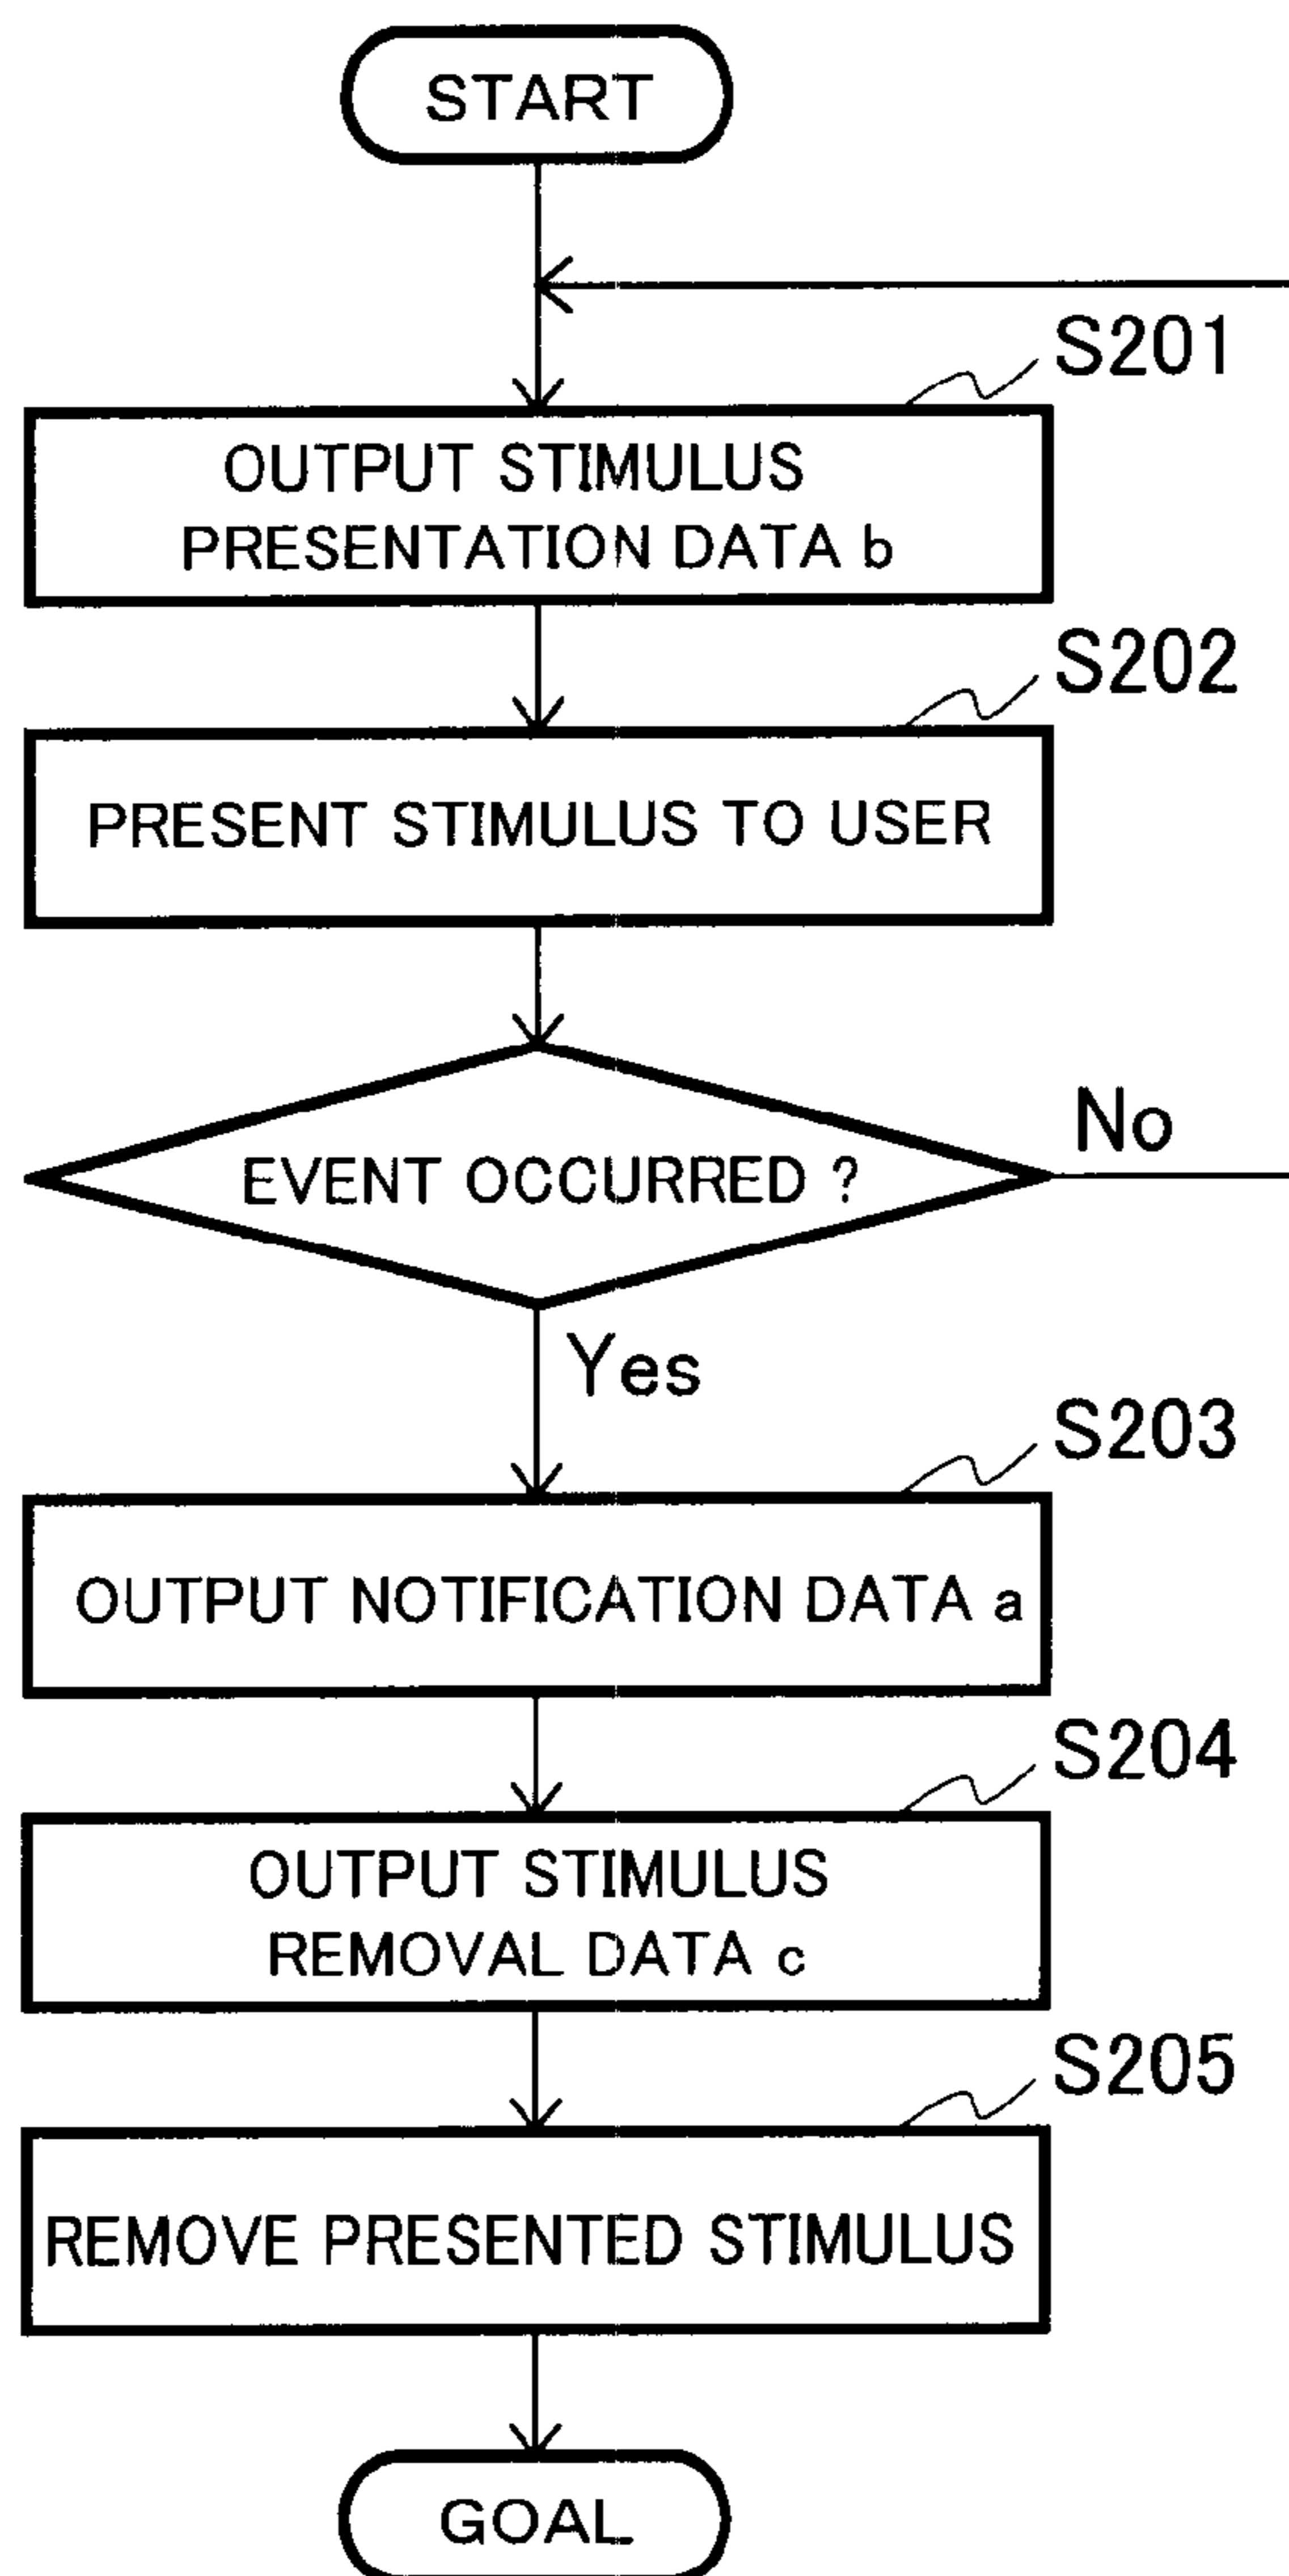 START
S201
OUTPUT STIMULUS
PRESENTATION DATA b
S202
PRESENT STIMULUS TO USER
No
EVENT OCCURRED ?
Yes
S203
OUTPUT NOTIFICATION DATA a
S204
OUTPUT STIMULUS
REMOVAL DATA c
S205
REMOVE PRESENTED STIMULUS
GOAL